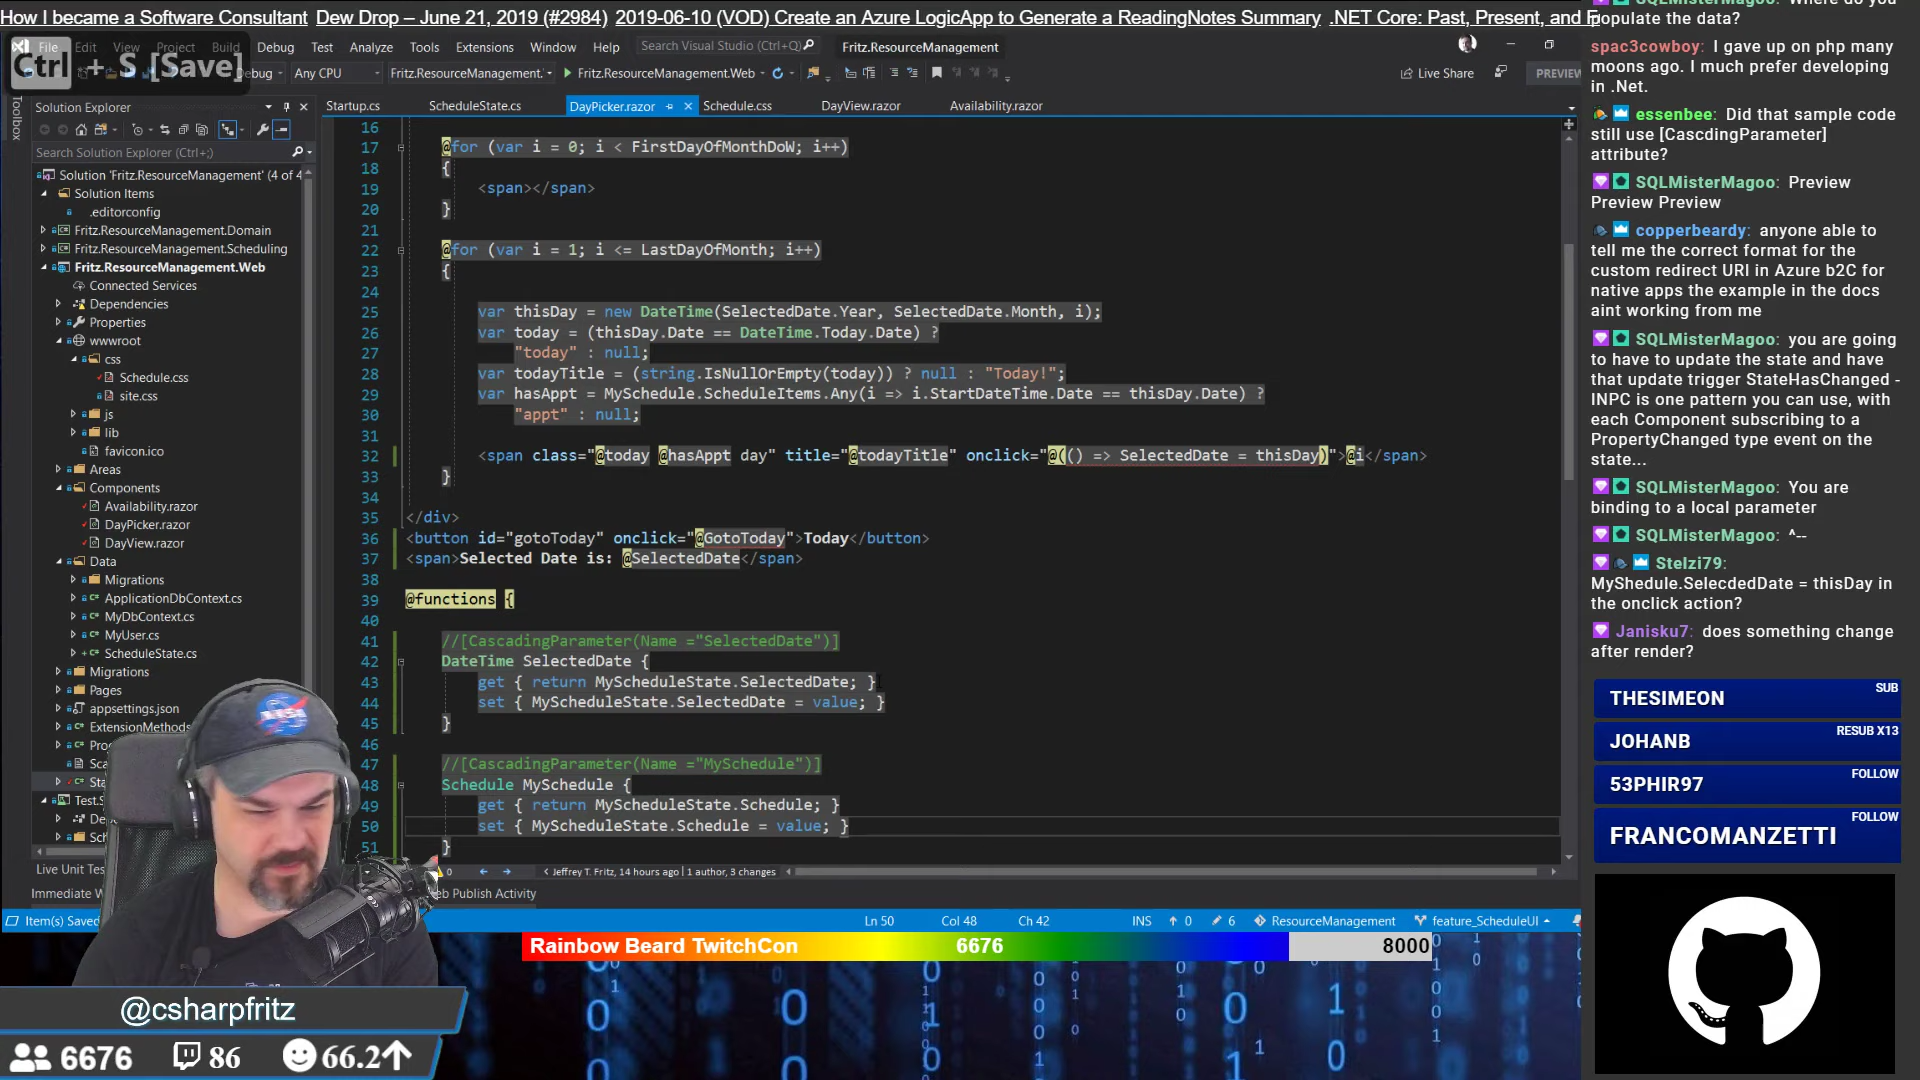 How I became a Software Consultant Dew Drop – June 21, 2019 (#2984) 2019-06-10 (VOD) Create an Azure LogicApp to Generate a ReadingNotes Summary .NET Core: Past, Present, and F
File Edit View Project Build Debug Test Analyze Tools Extensions Window Help Search Visual Studio (Ctrl+Q) Fritz.ResourceManagement
Ctrl + S [Save]
Debug Any CPU Fritz.ResourceManagement. Fritz.ResourceManagement.Web Live Share PREVIEW
Toolbox
Solution Explorer
Search Solution Explorer (Ctrl+;)
Solution 'Fritz.ResourceManagement' (4 of 4
Solution Items
.editorconfig
Fritz.ResourceManagement.Domain
Fritz.ResourceManagement.Scheduling
Fritz.ResourceManagement.Web
Connected Services
Dependencies
Properties
wwwroot
css
Schedule.css
site.css
js
lib
favicon.ico
Areas
Components
Availability.razor
DayPicker.razor
DayView.razor
Data
Migrations
ApplicationDbContext.cs
MyDbContext.cs
MyUser.cs
ScheduleState.cs
Migrations
Pages
appsettings.json
ExtensionMethods
Live Unit Tes
Immediate W
Startup.cs ScheduleState.cs DayPicker.razor Schedule.css DayView.razor Availability.razor
16
17 @for (var i = 0; i < FirstDayOfMonthDoW; i++)
18 {
19 <span></span>
20 }
21
22 @for (var i = 1; i <= LastDayOfMonth; i++)
23 {
24
25 var thisDay = new DateTime(SelectedDate.Year, SelectedDate.Month, i);
26 var today = (thisDay.Date == DateTime.Today.Date) ?
27 "today" : null;
28 var todayTitle = (string.IsNullOrEmpty(today)) ? null : "Today!";
29 var hasAppt = MySchedule.ScheduleItems.Any(i => i.StartDateTime.Date == thisDay.Date) ?
30 "appt" : null;
31
32 <span class="@today @hasAppt day" title="@todayTitle" onclick="@(() => SelectedDate = thisDay)">@i</span>
33 }
34
35 </div>
36 <button id="gotoToday" onclick="@GotoToday">Today</button>
37 <span>Selected Date is: @SelectedDate</span>
38
39 @functions {
40
41 //[CascadingParameter(Name ="SelectedDate")]
42 DateTime SelectedDate {
43 get { return MyScheduleState.SelectedDate; }
44 set { MyScheduleState.SelectedDate = value; }
45 }
46
47 //[CascadingParameter(Name ="MySchedule")]
48 Schedule MySchedule {
49 get { return MyScheduleState.Schedule; }
50 set { MyScheduleState.Schedule = value; }
51 }
0 Jeffrey T. Fritz, 14 hours ago | 1 author, 3 changes
eb Publish Activity
Item(s) Saved Ln 50 Col 48 Ch 42 INS 0 6 ResourceManagement feature_ScheduleUI
populate the data?
spac3cowboy: I gave up on php many
moons ago. I much prefer developing
in .Net.
essenbee: Did that sample code
still use [CascdingParameter]
attribute?
SQLMisterMagoo: Preview
Preview Preview
copperbeardy: anyone able to
tell me the correct format for the
custom redirect URI in Azure b2C for
native apps the example in the docs
aint working from me
SQLMisterMagoo: you are going
to have to update the state and have
that update trigger StateHasChanged -
INPC is one pattern you can use, with
each Component subscribing to a
PropertyChanged type event on the
state...
SQLMisterMagoo: You are
binding to a local parameter
SQLMisterMagoo: ^--
Stelzi79:
MyShedule.SelecdedDate = thisDay in
the onclick action?
Janisku7: does something change
after render?
THESIMEON SUB
JOHANB RESUB X13
53PHIR97 FOLLOW
FRANCOMANZETTI FOLLOW
Rainbow Beard TwitchCon 6676 8000
@csharpfritz
6676 86 66.2